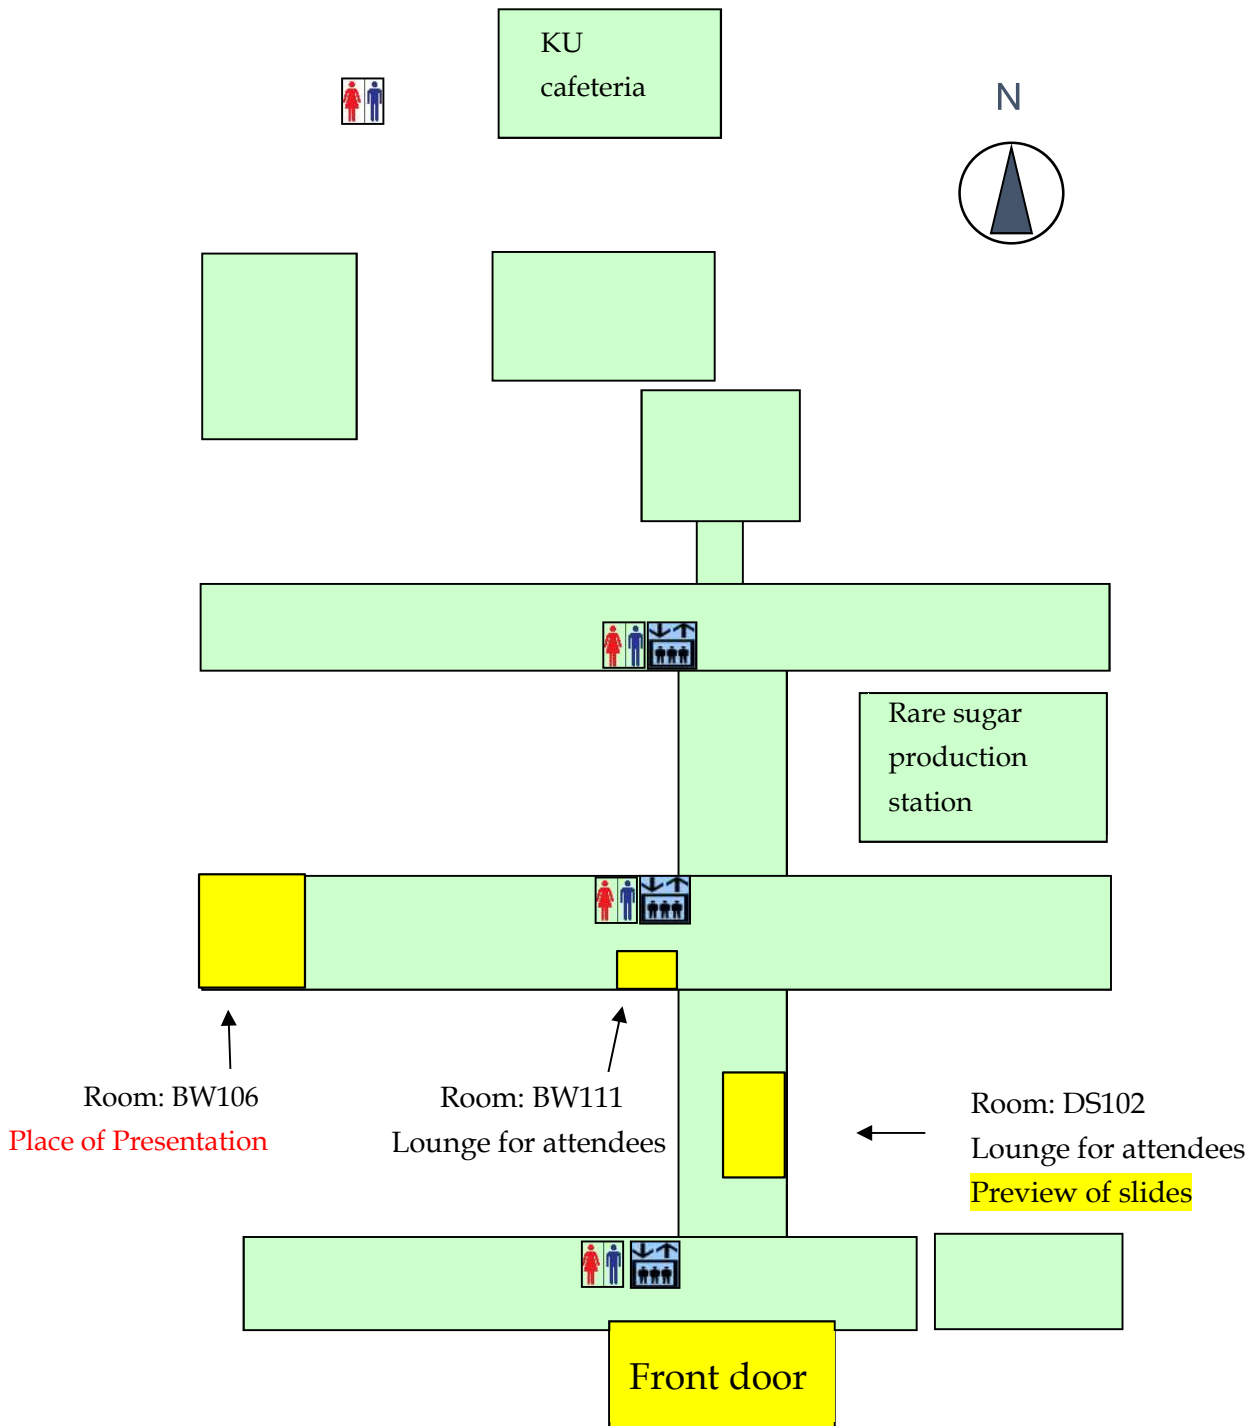 KU
cafeteria
N
Rare sugar
production
station
Room: BW106
Place of Presentation
Room: BW111
Lounge for attendees
Room: DS102
Lounge for attendees
Preview of slides
Front door